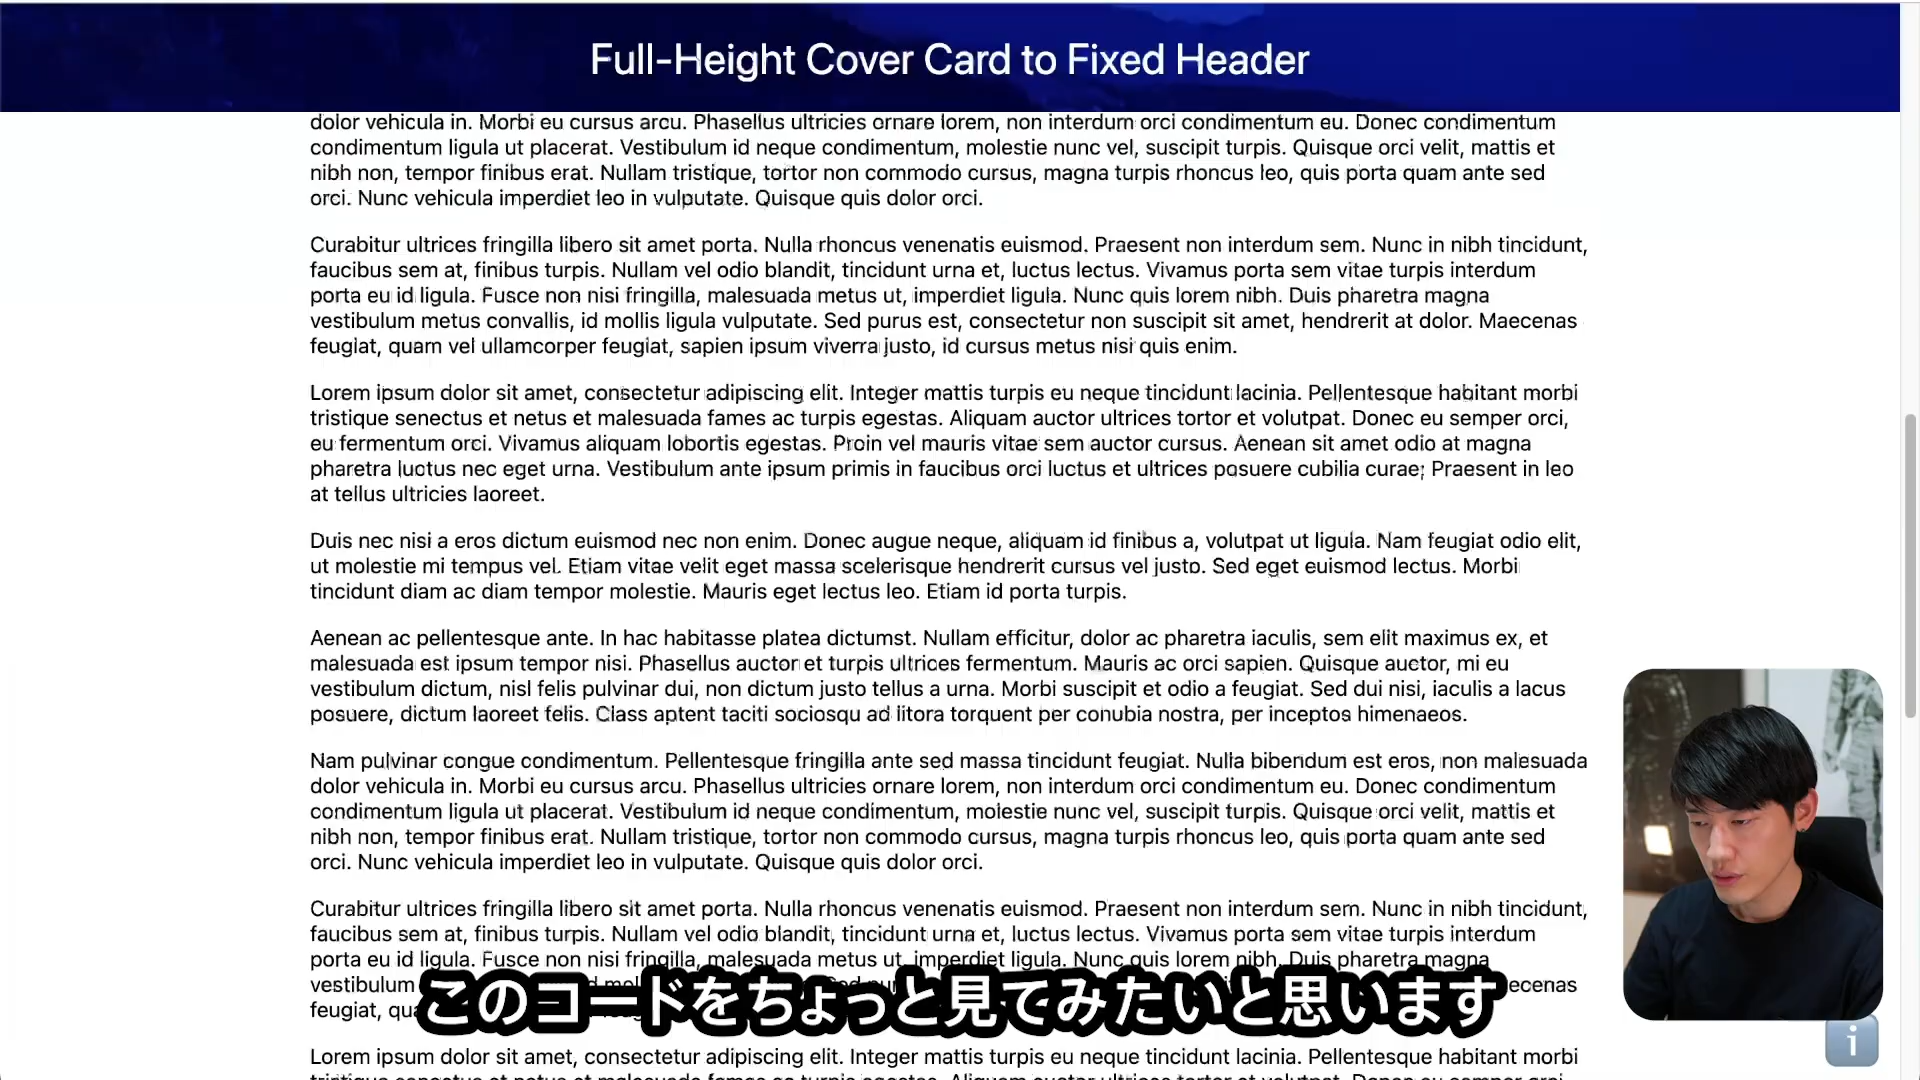 Full-Height Cover Card to Fixed Header
dolor vehicula in. Morbi eu cursus arcu. Phasellus ultricies ornare lorem, non interdum orci condimentum eu. Donec condimentum
condimentum ligula ut placerat. Vestibulum id neque condimentum, molestie nunc vel, suscipit turpis. Quisque orci velit, mattis et
nibh non, tempor finibus erat. Nullam tristique, tortor non commodo cursus, magna turpis rhoncus leo, quis porta quam ante sed
orci. Nunc vehicula imperdiet leo in vulputate. Quisque quis dolor orci.
Curabitur ultrices fringilla libero sit amet porta. Nulla rhoncus venenatis euismod. Praesent non interdum sem. Nunc in nibh tincidunt,
faucibus sem at, finibus turpis. Nullam vel odio blandit, tincidunt urna et, luctus lectus. Vivamus porta sem vitae turpis interdum
porta eu id ligula. Fusce non nisi fringilla, malesuada metus ut, imperdiet ligula. Nunc quis lorem nibh. Duis pharetra magna
vestibulum metus convallis, id mollis ligula vulputate. Sed purus est, consectetur non suscipit sit amet, hendrerit at dolor. Maecenas
feugiat, quam vel ullamcorper feugiat, sapien ipsum viverra justo, id cursus metus nisi quis enim.
Lorem ipsum dolor sit amet, consectetur adipiscing elit. Integer mattis turpis eu neque tincidunt lacinia. Pellentesque habitant morbi
tristique senectus et netus et malesuada fames ac turpis egestas. Aliquam auctor ultrices tortor et volutpat. Donec eu semper orci,
eu fermentum orci. Vivamus aliquam lobortis egestas. Proin vel mauris vitae sem auctor cursus. Aenean sit amet odio at magna
pharetra luctus nec eget urna. Vestibulum ante ipsum primis in faucibus orci luctus et ultrices posuere cubilia curae; Praesent in leo
at tellus ultricies laoreet.
Duis nec nisi a eros dictum euismod nec non enim. Donec augue neque, aliquam id finibus a, volutpat ut ligula. Nam feugiat odio elit,
ut molestie mi tempus vel. Etiam vitae velit eget massa scelerisque hendrerit cursus vel justo. Sed eget euismod lectus. Morbi
tincidunt diam ac diam tempor molestie. Mauris eget lectus leo. Etiam id porta turpis.
Aenean ac pellentesque ante. In hac habitasse platea dictumst. Nullam efficitur, dolor ac pharetra iaculis, sem elit maximus ex, et
malesuada est ipsum tempor nisi. Phasellus auctor et turpis ultrices fermentum. Mauris ac orci sapien. Quisque auctor, mi eu
vestibulum dictum, nisl felis pulvinar dui, non dictum justo tellus a urna. Morbi suscipit et odio a feugiat. Sed dui nisi, iaculis a lacus
posuere, dictum laoreet felis. Class aptent taciti sociosqu ad litora torquent per conubia nostra, per inceptos himenaeos.
Nam pulvinar congue condimentum. Pellentesque fringilla ante sed massa tincidunt feugiat. Nulla bibendum est eros, non malesuada
dolor vehicula in. Morbi eu cursus arcu. Phasellus ultricies ornare lorem, non interdum orci condimentum eu. Donec condimentum
condimentum ligula ut placerat. Vestibulum id neque condimentum, molestie nunc vel, suscipit turpis. Quisque orci velit, mattis et
nibh non, tempor finibus erat. Nullam tristique, tortor non commodo cursus, magna turpis rhoncus leo, quis porta quam ante sed
orci. Nunc vehicula imperdiet leo in vulputate. Quisque quis dolor orci.
Curabitur ultrices fringilla libero sit amet porta. Nulla rhoncus venenatis euismod. Praesent non interdum sem. Nunc in nibh tincidunt,
faucibus sem at, finibus turpis. Nullam vel odio blandit, tincidunt urna et, luctus lectus. Vivamus porta sem vitae turpis interdum
porta eu id ligula. Fusce non nisi fringilla, malesuada metus ut, imperdiet ligula. Nunc quis lorem nibh. Duis pharetra magna
vestibulum
feugiat,
このコードをちょっと見てみたいと思います
Lorem ipsum dolor sit amet, consectetur adipiscing elit. Integer mattis turpis eu neque tincidunt lacinia. Pellentesque habitant morbi